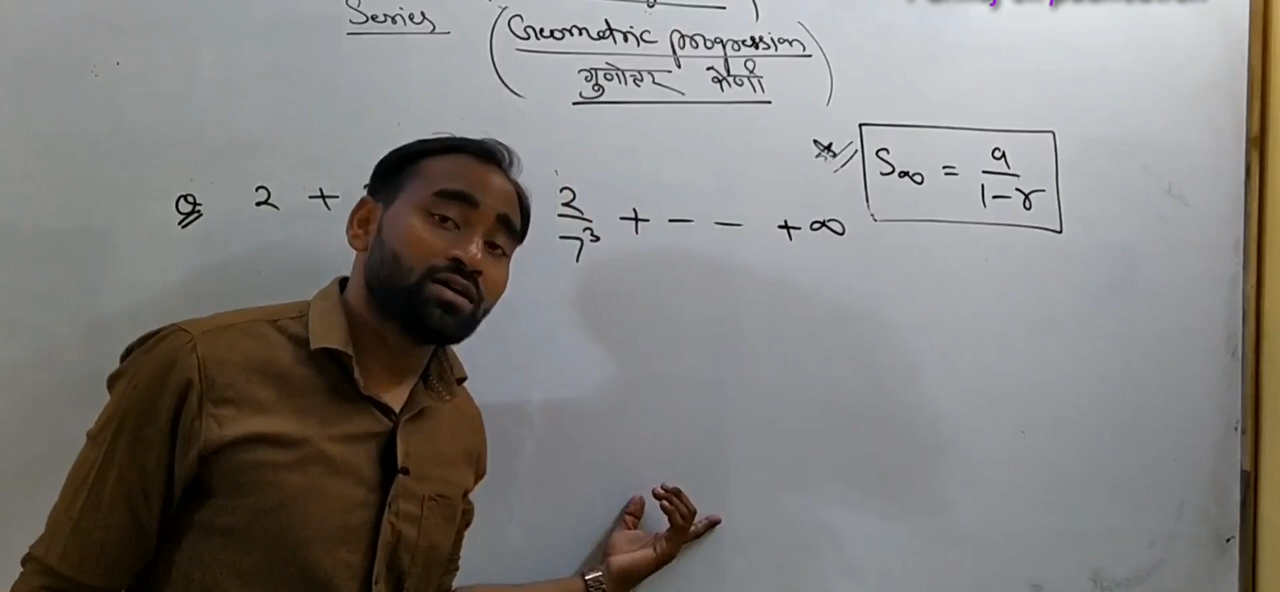 Series
(Geometric progression
गुणोत्तर श्रेणी)
Q 2 +
2/7³ + – – + ∞
S∞ = a/1-r